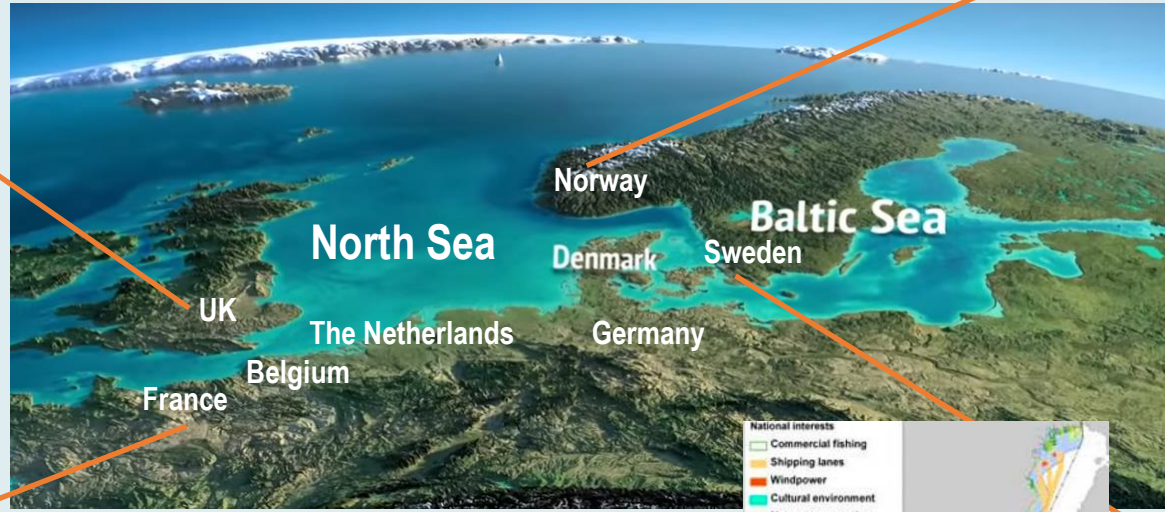 Norway
Baltic Sea
North Sea
Denmark
Sweden
UK
The Netherlands
Germany
Belgium
France
National interests
Commercial fishing
Shipping lanes
Windpower
Cultural environment